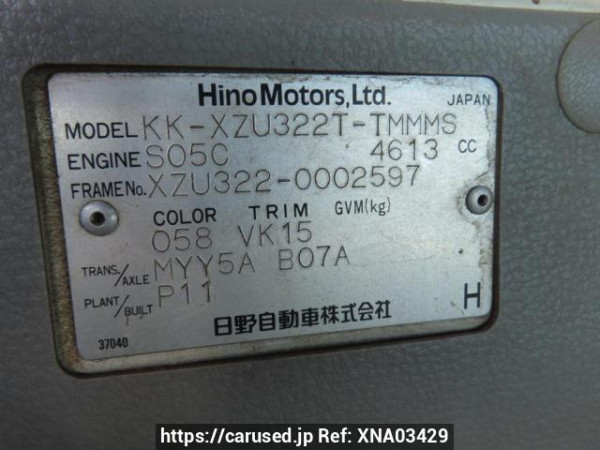 Hino Motors, Ltd. JAPAN
MODEL KK-XZU322T-TMMMS
ENGINE S05C 4613 CC
FRAME No. XZU322-0002597
COLOR TRIM GVM(kg)
058 VK15
TRANS./AXLE MYY5A B07A
PLANT/BUILT P11
日野自動車株式会社 H
37040
https://carused.jp Ref: XNA03429